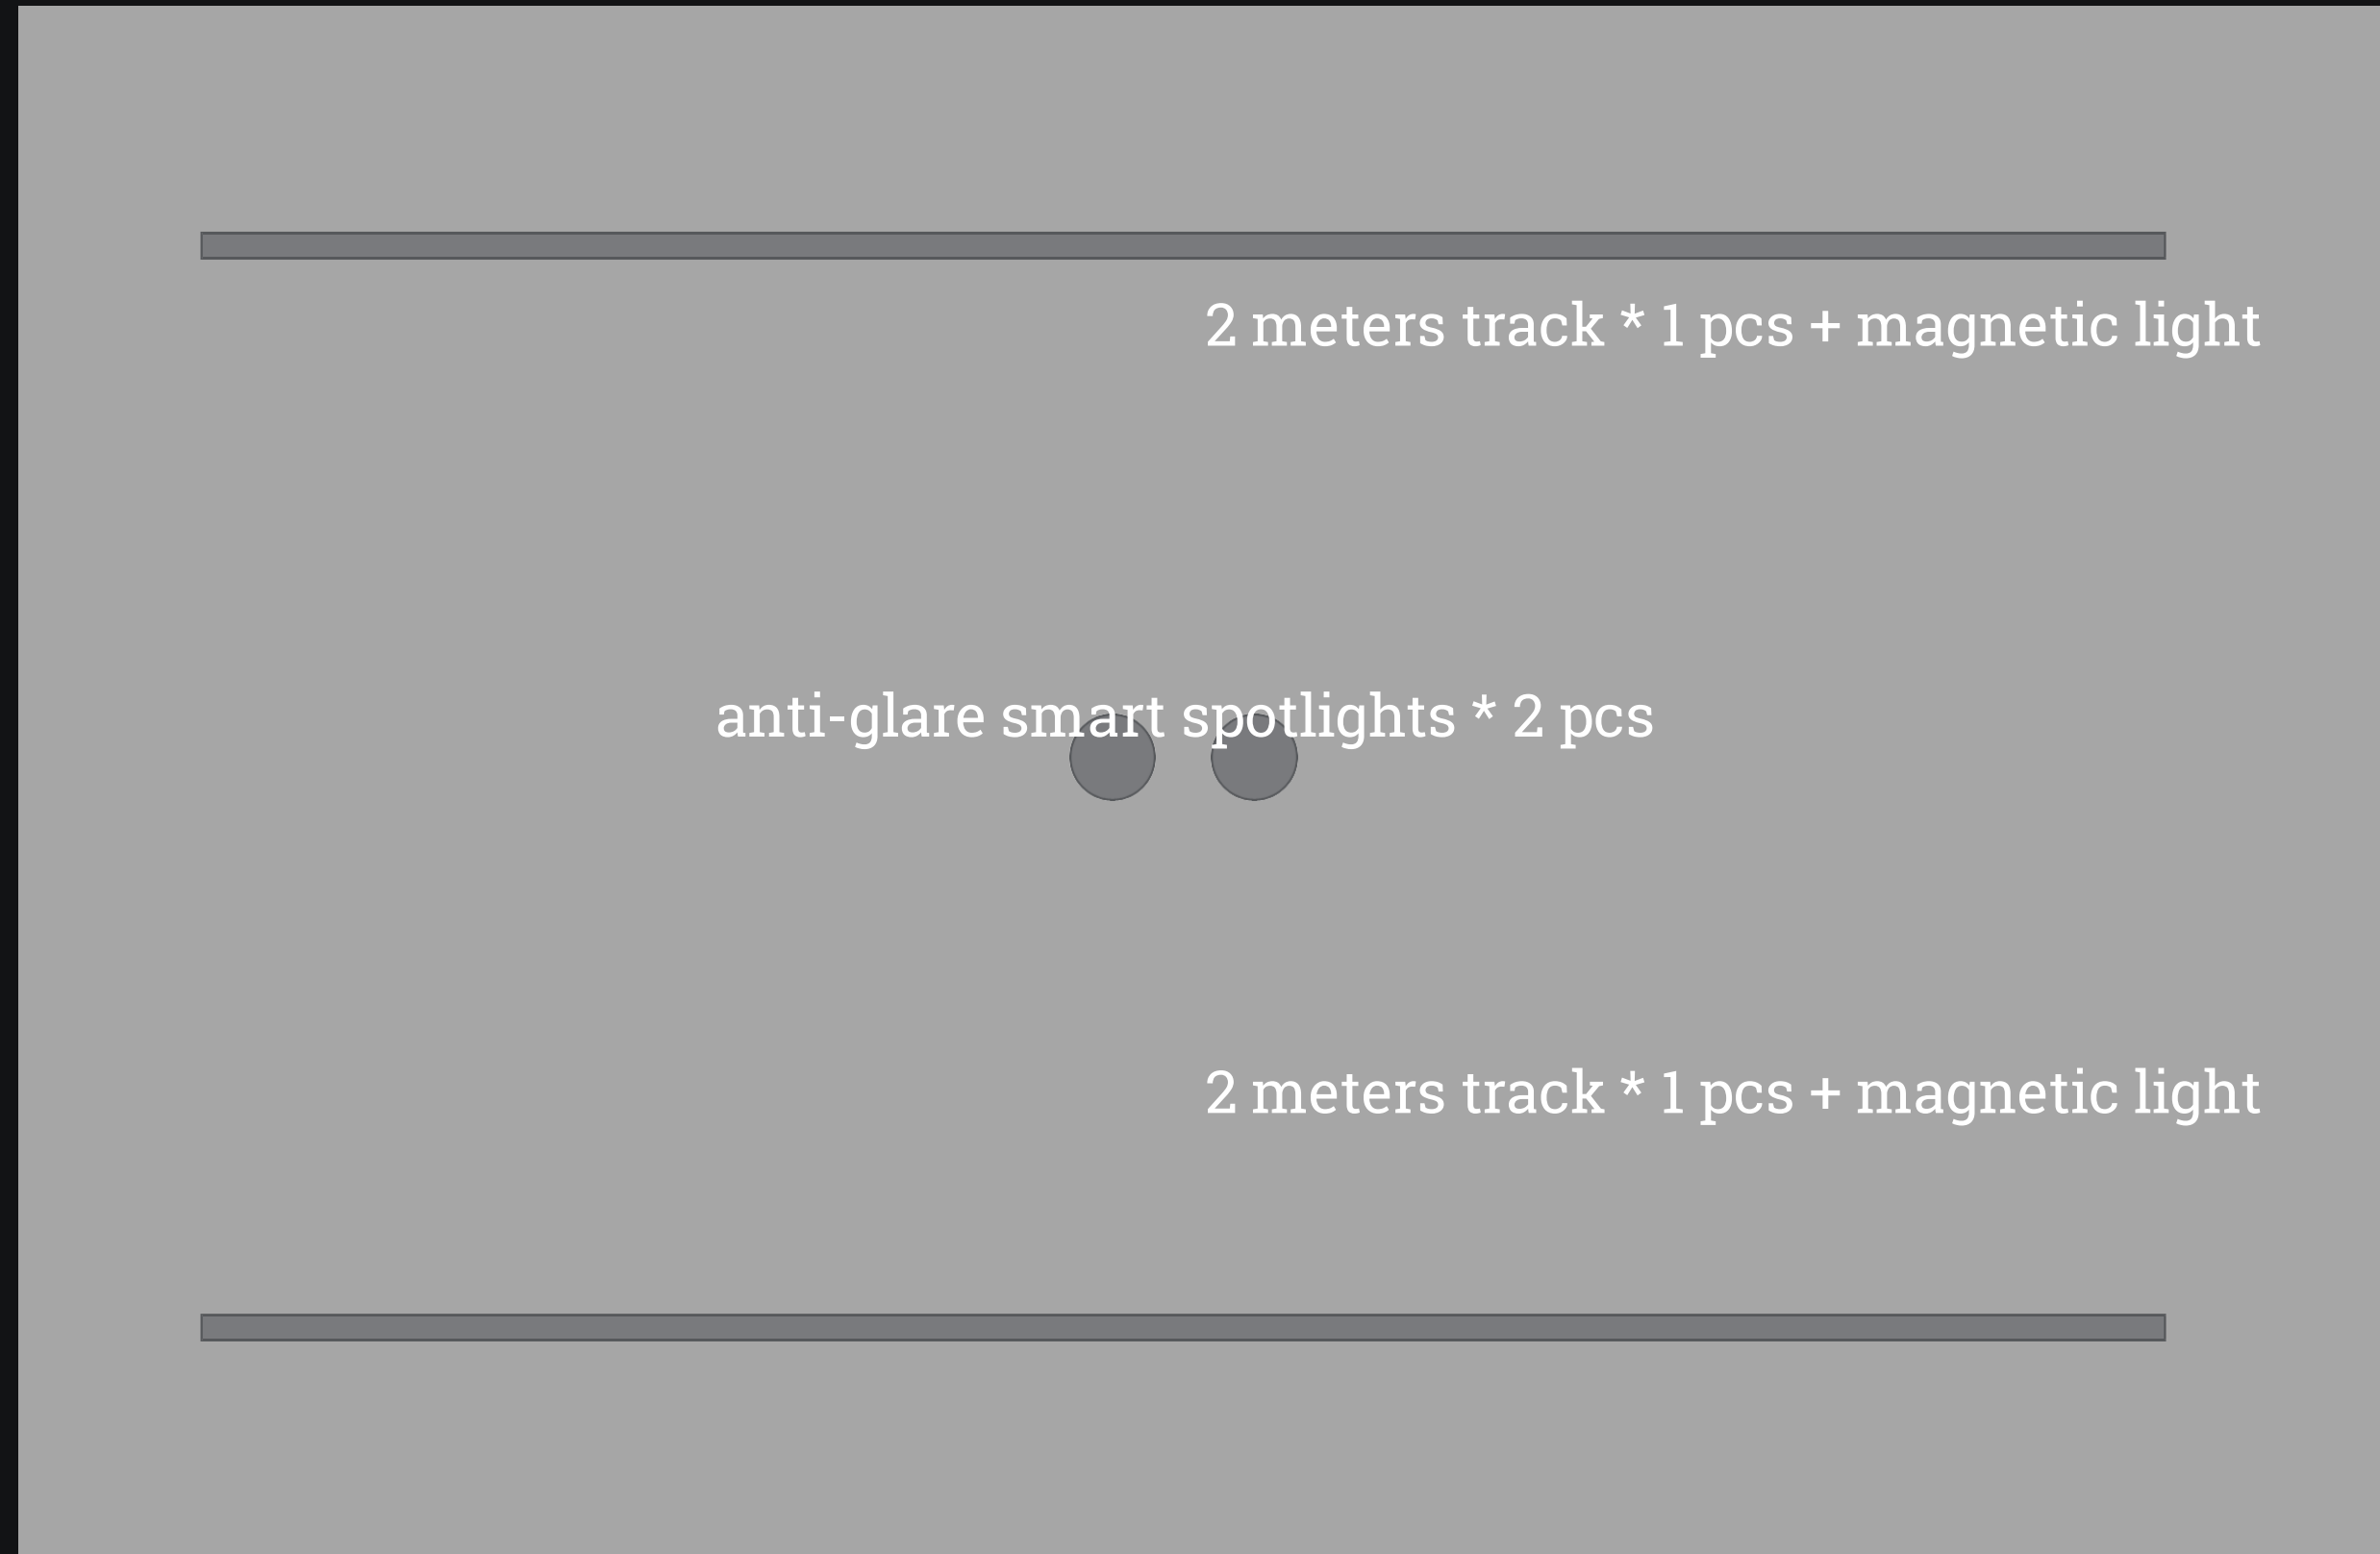 2 meters track * 1 pcs + magnetic light
anti-glare smart spotlights * 2 pcs
2 meters track * 1 pcs + magnetic light